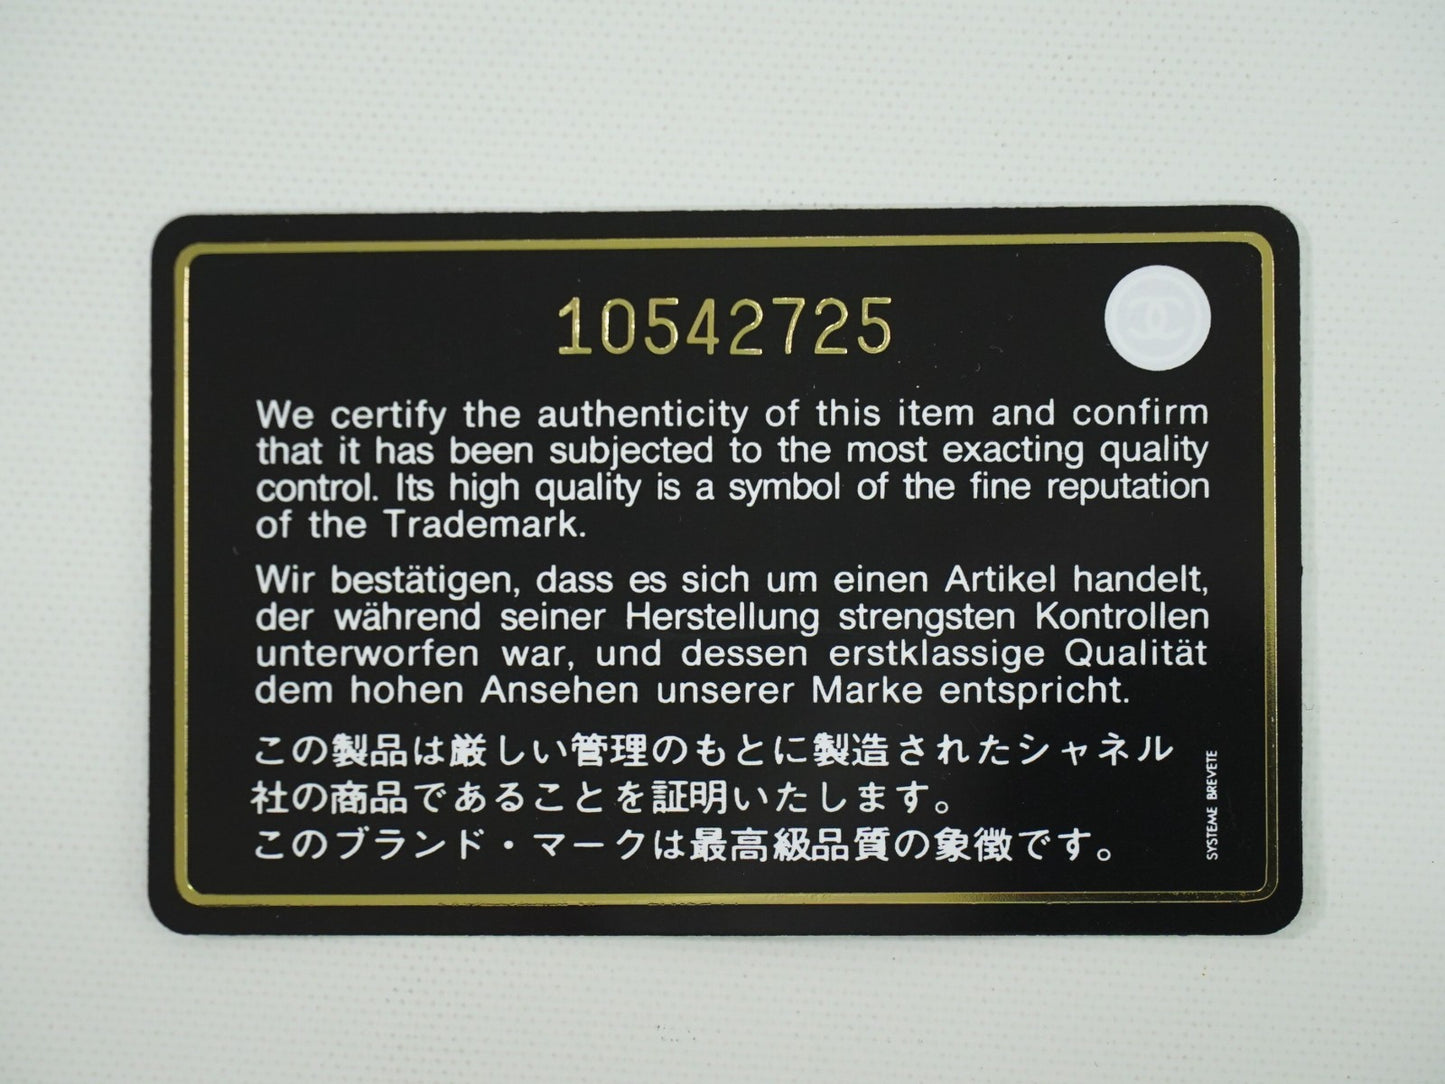 10542725
We certify the authenticity of this item and confirm
that it has been subjected to the most exacting quality
control. Its high quality is a symbol of the fine reputation
of the Trademark.
Wir bestätigen, dass es sich um einen Artikel handelt,
der während seiner Herstellung strengsten Kontrollen
unterworfen war, und dessen erstklassige Qualität
dem hohen Ansehen unserer Marke entspricht.
この製品は厳しい管理のもとに製造されたシャネル
社の商品であることを証明いたします。
このブランド・マークは最高級品質の象徴です。
SYSTEME BREVETE